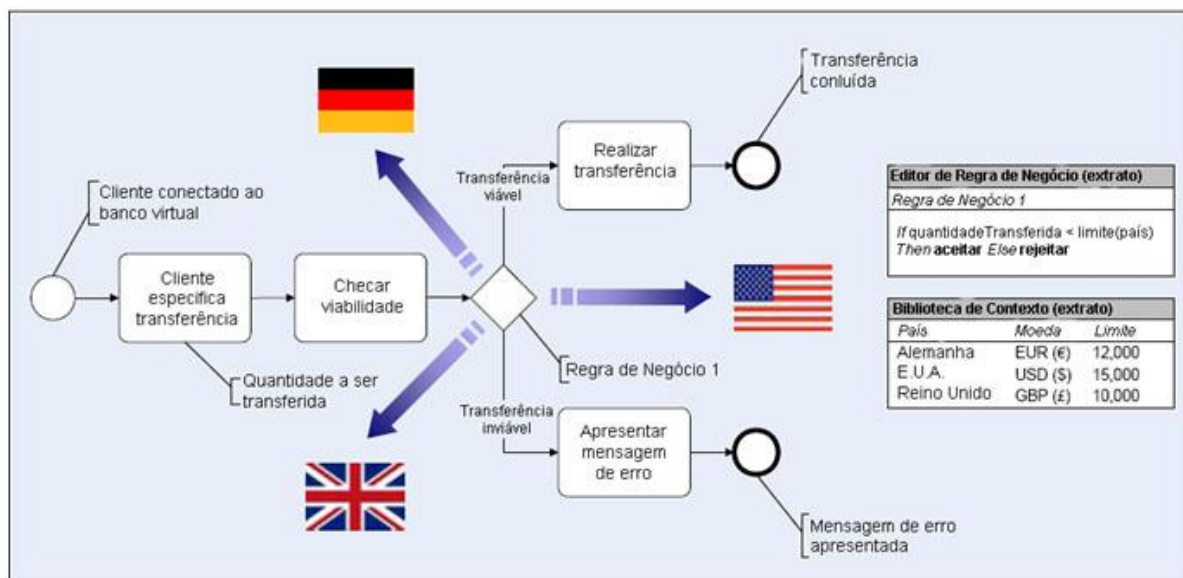 Cliente conectado ao
banco virtual
Cliente
especifica
transferência
Quantidade a ser
transferida
Checar
viabilidade
Transferência
viável
Realizar
transferência
Transferência
conluída
Regra de Negócio 1
Transferência
inviável
Apresentar
mensagem
de erro
Mensagem de erro
apresentada
Editor de Regra de Negócio (extrato)
Regra de Negócio 1
If quantidadeTransferida < limite(país)
Then aceitar Else rejeitar
Biblioteca de Contexto (extrato)
País Moeda Limite
Alemanha EUR (€) 12,000
E.U.A. USD ($) 15,000
Reino Unido GBP (£) 10,000